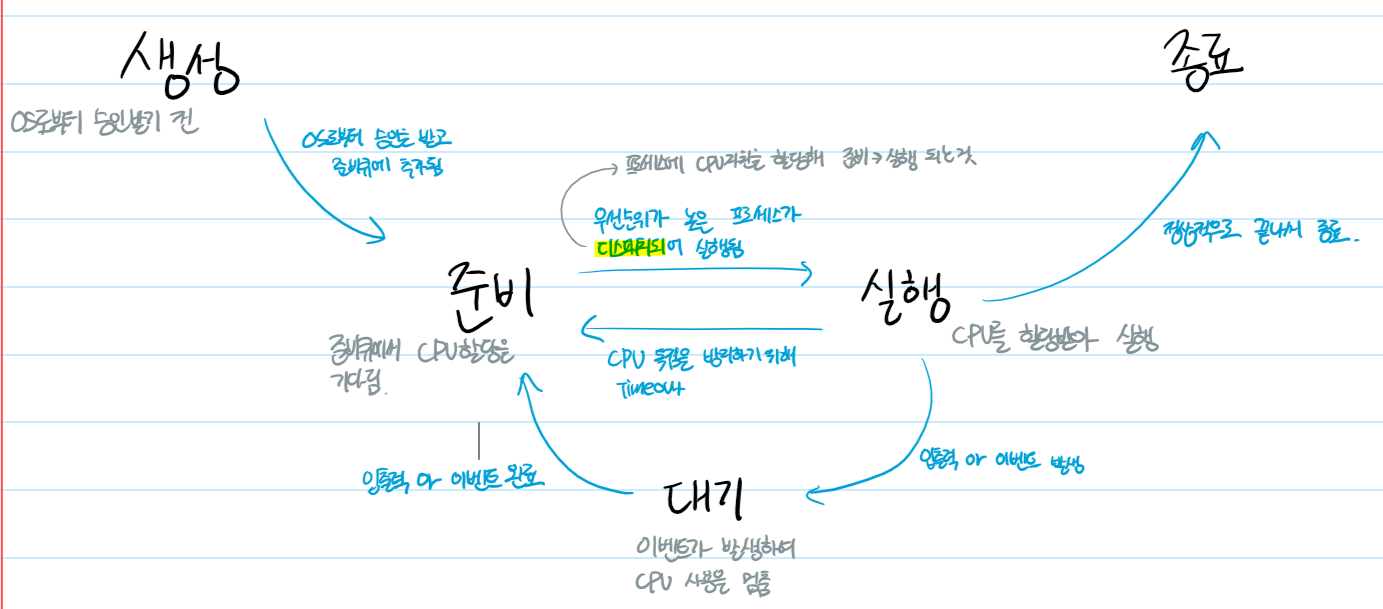 생성
OS로부터 승인받기 전
OS로부터 승인을 받고
준비큐에 추가됨
종료
프로세스에 CPU자원을 할당해 준비→실행 되는것
우선순위가 높은 프로세스가
디스패치되어 실행됨
정상적으로 끝나서 종료.
준비
준비큐에서 CPU할당을
기다림.
실행
CPU를 할당받아 실행
CPU 독점을 방지하기 위해
Timeout
입출력 or 이벤트 완료
입출력 or 이벤트 발생
대기
이벤트가 발생하여
CPU 사용을 멈춤